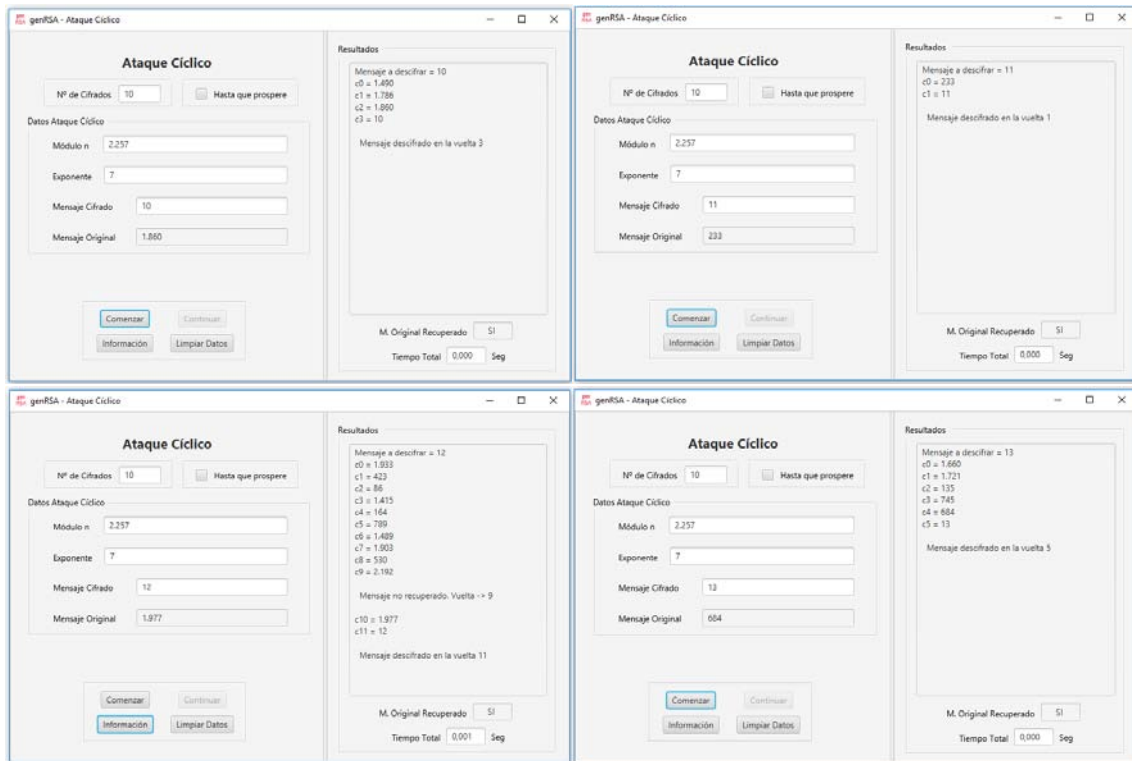 genRSA - Ataque Cíclico
Ataque Cíclico
Nº de Cifrados 10 Hasta que prospere
Datos Ataque Cíclico
Módulo n 2.257
Exponente 7
Mensaje Cifrado 10
Mensaje Original 1.860
Comenzar Continuar
Información Limpiar Datos
Resultados
Mensaje a descifrar = 10
c0 = 1.490
c1 = 1.786
c2 = 1.860
c3 = 10
Mensaje descifrado en la vuelta 3
M. Original Recuperado SI
Tiempo Total 0,000 Seg
genRSA - Ataque Cíclico
Ataque Cíclico
Nº de Cifrados 10 Hasta que prospere
Datos Ataque Cíclico
Módulo n 2.257
Exponente 7
Mensaje Cifrado 11
Mensaje Original 233
Comenzar Continuar
Información Limpiar Datos
Resultados
Mensaje a descifrar = 11
c0 = 233
c1 = 11
Mensaje descifrado en la vuelta 1
M. Original Recuperado SI
Tiempo Total 0,000 Seg
genRSA - Ataque Cíclico
Ataque Cíclico
Nº de Cifrados 10 Hasta que prospere
Datos Ataque Cíclico
Módulo n 2.257
Exponente 7
Mensaje Cifrado 12
Mensaje Original 1.977
Comenzar Continuar
Información Limpiar Datos
Resultados
Mensaje a descifrar = 12
c0 = 1.933
c1 = 423
c2 = 86
c3 = 1.415
c4 = 164
c5 = 789
c6 = 1.489
c7 = 1.903
c8 = 530
c9 = 2.192
Mensaje no recuperado. Vuelta -> 9
c10 = 1.977
c11 = 12
Mensaje descifrado en la vuelta 11
M. Original Recuperado SI
Tiempo Total 0,001 Seg
genRSA - Ataque Cíclico
Ataque Cíclico
Nº de Cifrados 10 Hasta que prospere
Datos Ataque Cíclico
Módulo n 2.257
Exponente 7
Mensaje Cifrado 13
Mensaje Original 684
Comenzar Continuar
Información Limpiar Datos
Resultados
Mensaje a descifrar = 13
c0 = 1.660
c1 = 1.721
c2 = 135
c3 = 745
c4 = 684
c5 = 13
Mensaje descifrado en la vuelta 5
M. Original Recuperado SI
Tiempo Total 0,000 Seg